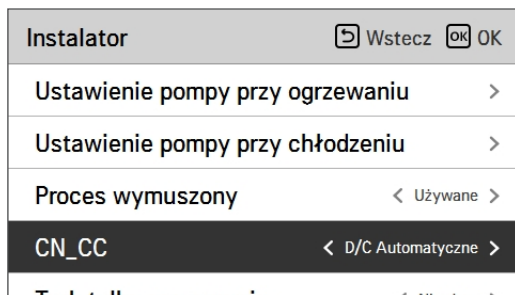 Instalator Wstecz OK OK
Ustawienie pompy przy ogrzewaniu >
Ustawienie pompy przy chłodzeniu >
Proces wymuszony < Używane >
CN_CC < D/C Automatyczne >